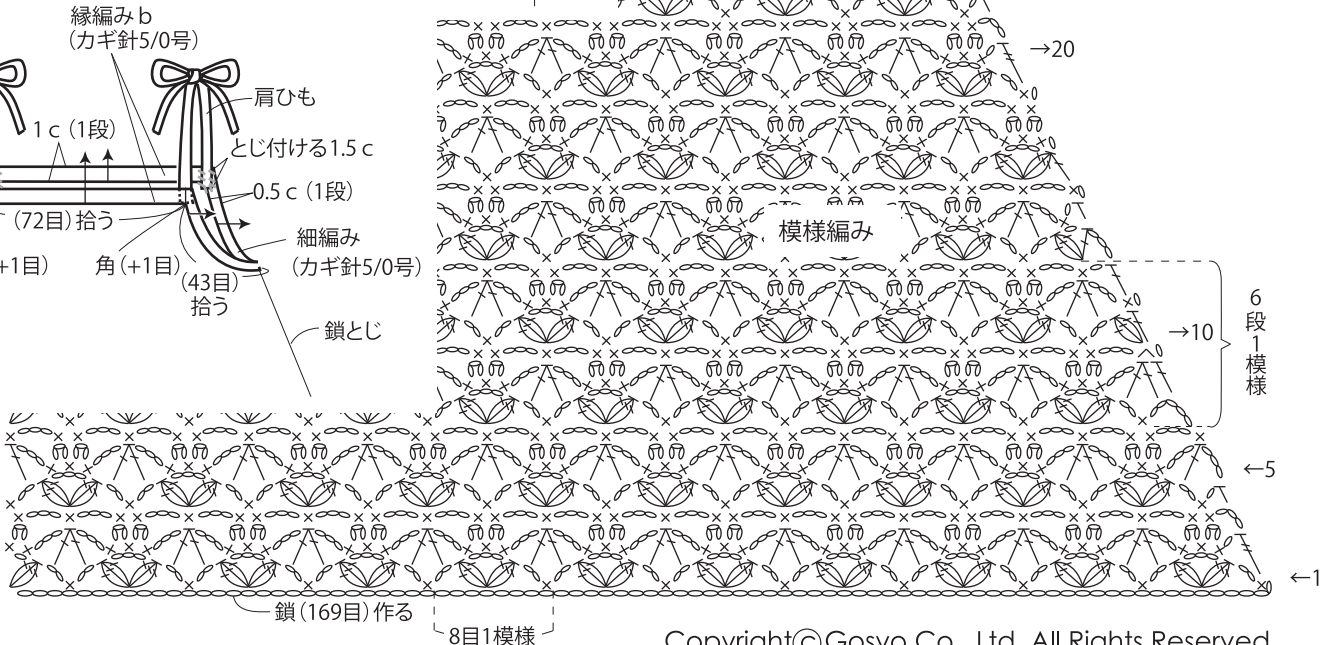 縁編みb
(カギ針5/0号)
肩ひも
1c(1段)
とじ付ける1.5c
0.5c(1段)
(72目)拾う
細編み
(カギ針5/0号)
+1目)
角(+1目)
(43目)
拾う
鎖とじ
模様編み
→20
→10
6段1模様
←5
←1
鎖(169目)作る
8目1模様
Copyright©Gosyo Co., Ltd. All Rights Reserved